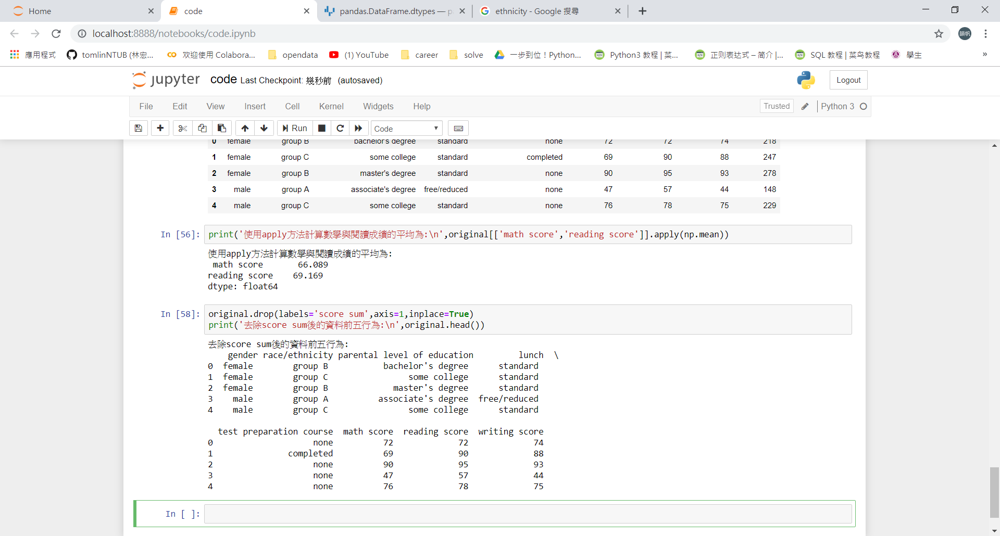 Home
code
pandas.DataFrame.dtypes — p
ethnicity - Google 搜尋
localhost:8888/notebooks/code.ipynb
韻帆
應用程式
tomlinNTUB (林宏...
欢迎使用 Colabora...
opendata
(1) YouTube
career
solve
一步到位！Python...
Python3 教程 | 菜...
正则表达式 – 简介 |...
SQL 教程 | 菜鸟教程
學生
»
jupyter code Last Checkpoint: 幾秒前 (autosaved)
Logout
File Edit View Insert Cell Kernel Widgets Help
Trusted
Python 3
Run
Code
0 female group B bachelor's degree standard none 72 72 74 218
1 female group C some college standard completed 69 90 88 247
2 female group B master's degree standard none 90 95 93 278
3 male group A associate's degree free/reduced none 47 57 44 148
4 male group C some college standard none 76 78 75 229
In [56]: print('使用apply方法計算數學與閱讀成績的平均為:\n',original[['math score','reading score']].apply(np.mean))
使用apply方法計算數學與閱讀成績的平均為:
math score 66.089
reading score 69.169
dtype: float64
In [58]: original.drop(labels='score sum',axis=1,inplace=True)
print('去除score sum後的資料前五行為:\n',original.head())
去除score sum後的資料前五行為:
gender race/ethnicity parental level of education lunch \
0 female group B bachelor's degree standard
1 female group C some college standard
2 female group B master's degree standard
3 male group A associate's degree free/reduced
4 male group C some college standard
test preparation course math score reading score writing score
0 none 72 72 74
1 completed 69 90 88
2 none 90 95 93
3 none 47 57 44
4 none 76 78 75
In [ ]: